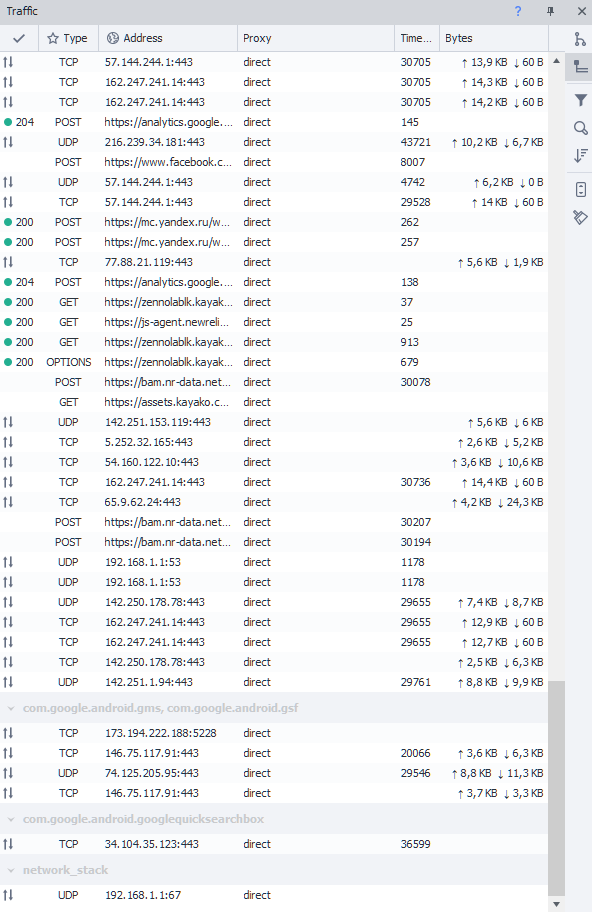 Traffic ?
Type Address Proxy Time... Bytes
TCP 57.144.244.1:443 direct 30705 ↑ 13,9 KB ↓ 60 B
TCP 162.247.241.14:443 direct 30705 ↑ 14,3 KB ↓ 60 B
TCP 162.247.241.14:443 direct 30705 ↑ 14,2 KB ↓ 60 B
204 POST https://analytics.google.... direct 145
UDP 216.239.34.181:443 direct 43721 ↑ 10,2 KB ↓ 6,7 KB
POST https://www.facebook.c... direct 8007
UDP 57.144.244.1:443 direct 4742 ↑ 6,2 KB ↓ 0 B
TCP 57.144.244.1:443 direct 29528 ↑ 14 KB ↓ 60 B
200 POST https://mc.yandex.ru/w... direct 262
200 POST https://mc.yandex.ru/w... direct 257
TCP 77.88.21.119:443 direct ↑ 5,6 KB ↓ 1,9 KB
204 POST https://analytics.google.... direct 138
200 GET https://zennolablk.kayak... direct 37
200 GET https://js-agent.newreli... direct 25
200 GET https://zennolablk.kayak... direct 913
200 OPTIONS https://zennolablk.kayak... direct 679
POST https://bam.nr-data.net... direct 30078
GET https://assets.kayako.c... direct
UDP 142.251.153.119:443 direct ↑ 5,6 KB ↓ 6 KB
TCP 5.252.32.165:443 direct ↑ 2,6 KB ↓ 5,2 KB
TCP 54.160.122.10:443 direct ↑ 3,6 KB ↓ 10,6 KB
TCP 162.247.241.14:443 direct 30736 ↑ 14,4 KB ↓ 60 B
TCP 65.9.62.24:443 direct ↑ 4,2 KB ↓ 24,3 KB
POST https://bam.nr-data.net... direct 30207
POST https://bam.nr-data.net... direct 30194
UDP 192.168.1.1:53 direct 1178
UDP 192.168.1.1:53 direct 1178
UDP 142.250.178.78:443 direct 29655 ↑ 7,4 KB ↓ 8,7 KB
TCP 162.247.241.14:443 direct 29655 ↑ 12,9 KB ↓ 60 B
TCP 162.247.241.14:443 direct 29655 ↑ 12,7 KB ↓ 60 B
TCP 142.250.178.78:443 direct ↑ 2,5 KB ↓ 6,3 KB
UDP 142.251.1.94:443 direct 29761 ↑ 8,8 KB ↓ 9,9 KB
com.google.android.gms, com.google.android.gsf
TCP 173.194.222.188:5228 direct
TCP 146.75.117.91:443 direct 20066 ↑ 3,6 KB ↓ 6,3 KB
UDP 74.125.205.95:443 direct 29546 ↑ 8,8 KB ↓ 11,3 KB
TCP 146.75.117.91:443 direct ↑ 3,7 KB ↓ 3,3 KB
com.google.android.googlequicksearchbox
TCP 34.104.35.123:443 direct 36599
network_stack
UDP 192.168.1.1:67 direct